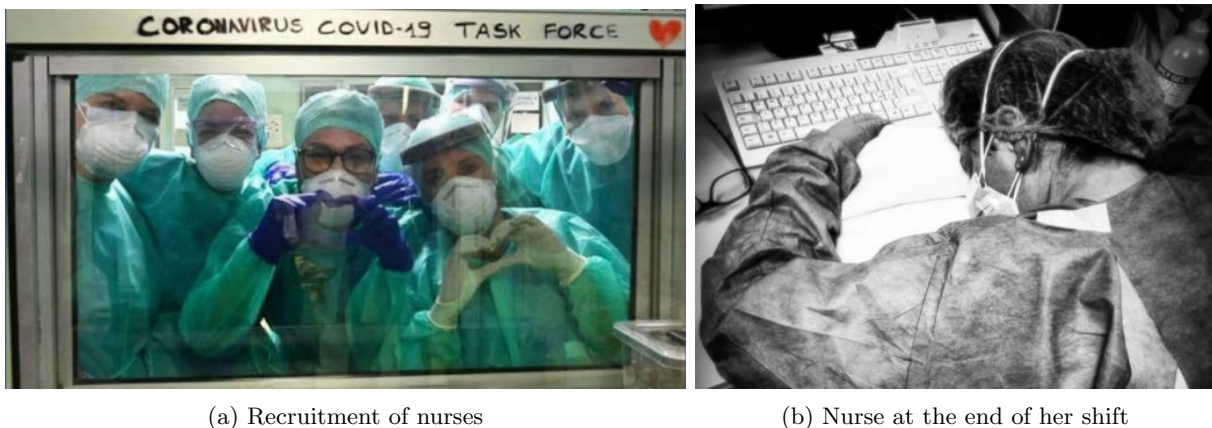 CORONAVIRUS COVID-19 TASK FORCE
(a) Recruitment of nurses
(b) Nurse at the end of her shift